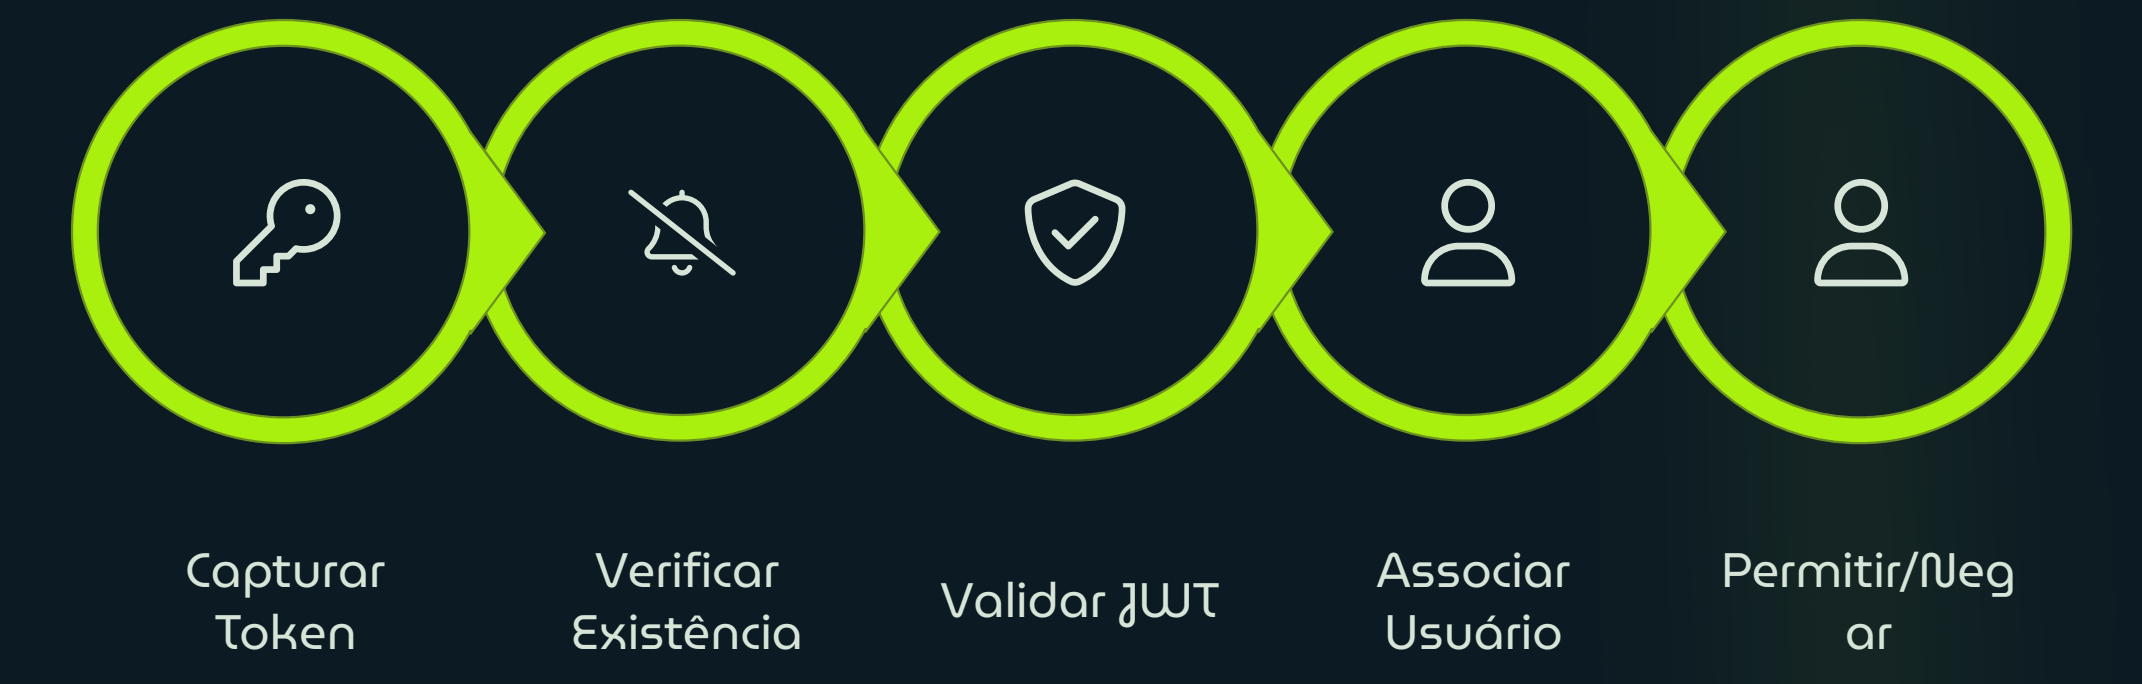 Capturar
Token
Verificar
Existência
Validar JWT
Associar
Usuário
Permitir/Neg
ar